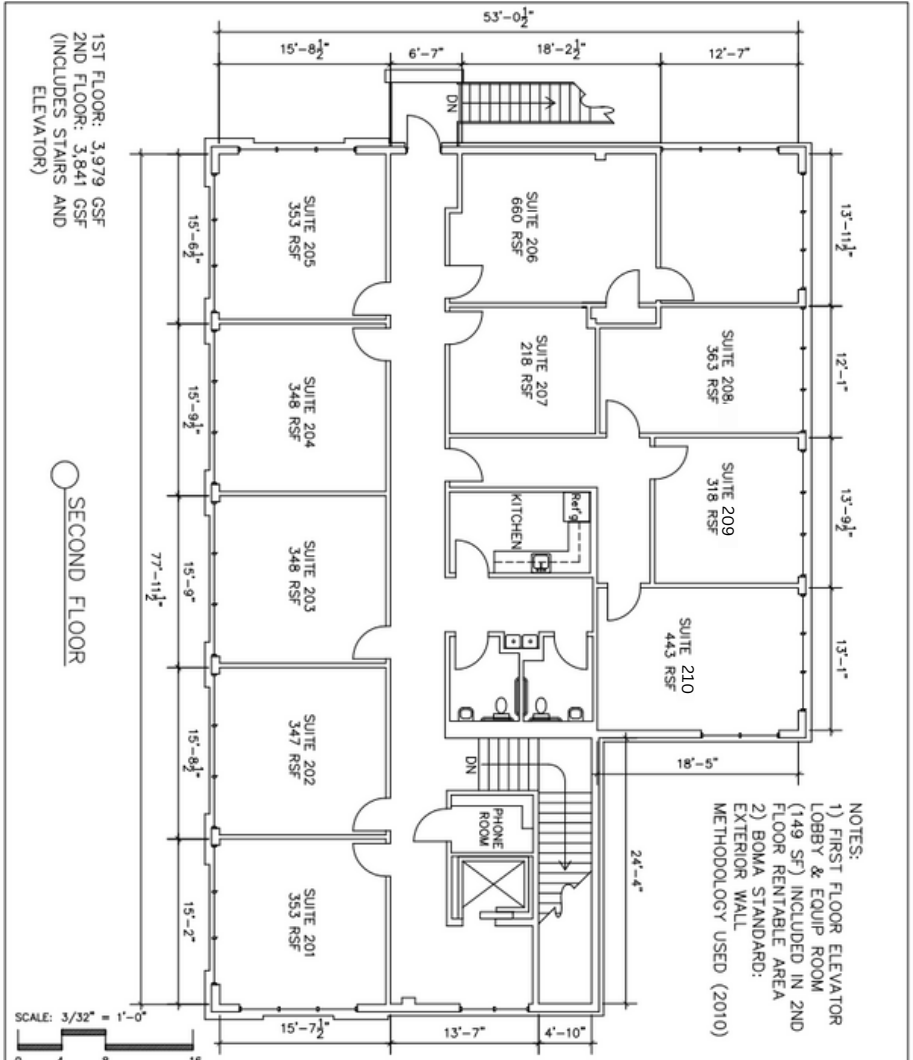 53'-0½"
15'-8½"
6'-7"
18'-2½"
12'-7"
1ST FLOOR: 3,979 GSF
2ND FLOOR: 3,841 GSF
(INCLUDES STAIRS AND
ELEVATOR)
DN
SUITE 205
353 RSF
SUITE 206
660 RSF
15'-6½"
13'-11½"
SUITE 204
348 RSF
SUITE 207
218 RSF
SUITE 208
363 RSF
15'-9½"
12'-1"
SECOND FLOOR
77'-11½"
SUITE 203
348 RSF
15'-9"
KITCHEN
Ref'g
SUITE 209
318 RSF
13'-9½"
SUITE 210
443 RSF
13'-1"
SUITE 202
347 RSF
15'-8½"
DN
PHONE
ROOM
18'-5"
24'-4"
SUITE 201
353 RSF
15'-2"
NOTES:
1) FIRST FLOOR ELEVATOR
LOBBY & EQUIP ROOM
(149 SF) INCLUDED IN 2ND
FLOOR RENTABLE AREA
2) BOMA STANDARD:
EXTERIOR WALL
METHODOLOGY USED (2010)
SCALE: 3/32" = 1'-0"
0 4 8 16
15'-7½"
13'-7"
4'-10"